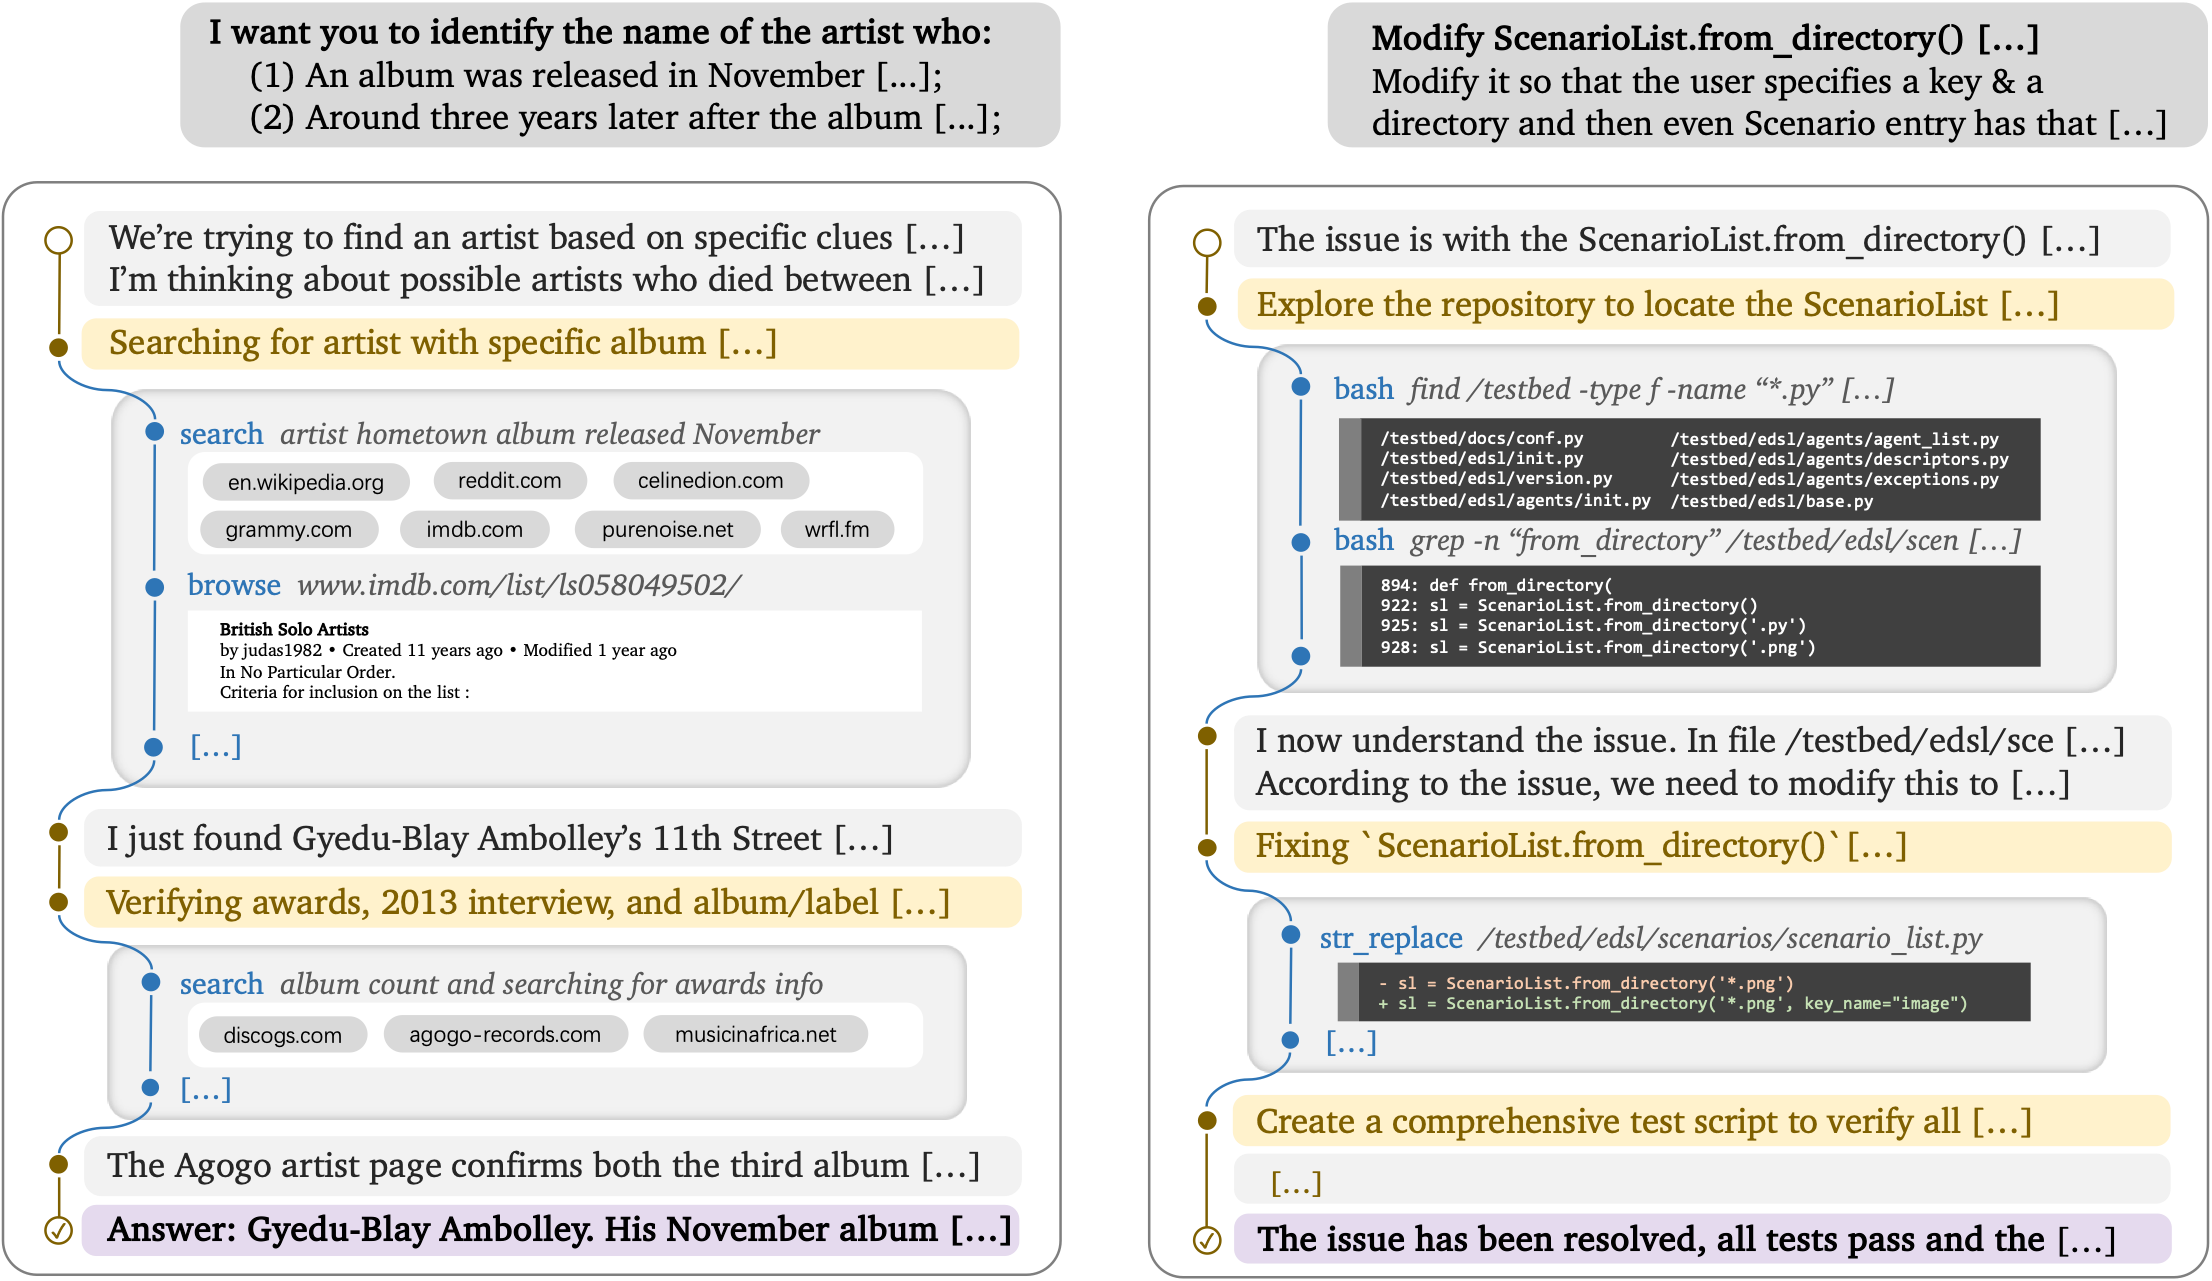 I want you to identify the name of the artist who:
(1) An album was released in November [...];
(2) Around three years later after the album [...];
We’re trying to find an artist based on specific clues [...]
I’m thinking about possible artists who died between [...]
Searching for artist with specific album [...]
search artist hometown album released November
en.wikipedia.org reddit.com celinedion.com
grammy.com imdb.com purenoise.net wrfl.fm
browse www.imdb.com/list/ls058049502/
British Solo Artists
by judas1982 • Created 11 years ago • Modified 1 year ago
In No Particular Order.
Criteria for inclusion on the list :
[...]
I just found Gyedu-Blay Ambolley’s 11th Street [...]
Verifying awards, 2013 interview, and album/label [...]
search album count and searching for awards info
discogs.com agogo-records.com musicinafrica.net
[...]
The Agogo artist page confirms both the third album [...]
Answer: Gyedu-Blay Ambolley. His November album [...]
Modify ScenarioList.from_directory() [...]
Modify it so that the user specifies a key & a
directory and then even Scenario entry has that [...]
The issue is with the ScenarioList.from_directory() [...]
Explore the repository to locate the ScenarioList [...]
bash find /testbed -type f -name “*.py” [...]
/testbed/docs/conf.py /testbed/edsl/agents/agent_list.py
/testbed/edsl/init.py /testbed/edsl/agents/descriptors.py
/testbed/edsl/version.py /testbed/edsl/agents/exceptions.py
/testbed/edsl/agents/init.py /testbed/edsl/base.py
bash grep -n “from_directory” /testbed/edsl/scen [...]
894: def from_directory(
922: sl = ScenarioList.from_directory()
925: sl = ScenarioList.from_directory('.py')
928: sl = ScenarioList.from_directory('.png')
I now understand the issue. In file /testbed/edsl/sce [...]
According to the issue, we need to modify this to [...]
Fixing `ScenarioList.from_directory()` [...]
str_replace /testbed/edsl/scenarios/scenario_list.py
- sl = ScenarioList.from_directory('*.png')
+ sl = ScenarioList.from_directory('*.png', key_name="image")
[...]
Create a comprehensive test script to verify all [...]
[...]
The issue has been resolved, all tests pass and the [...]